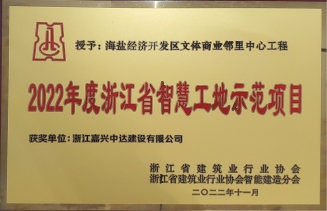 授予：海盐经济开发区文体商业邻里中心工程
2022年度浙江省智慧工地示范项目
获奖单位：浙江嘉兴中达建设有限公司
浙江省建筑业行业协会
浙江省建筑业行业协会智能建造分会
二〇二二年十一月